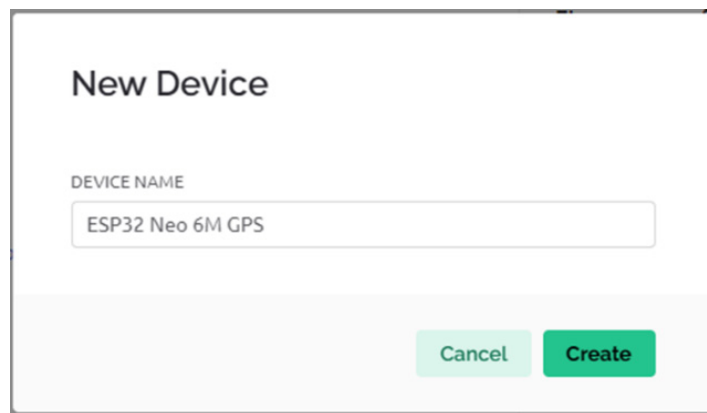 New Device
DEVICE NAME
ESP32 Neo 6M GPS
Cancel Create